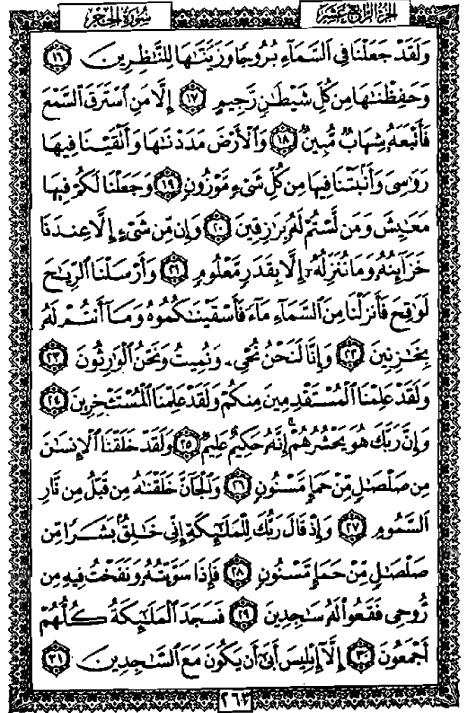 الجزء الرابع عشر
سورة الحجر
وَلَقَدْ جَعَلْنَا فِي السَّمَاءِ بُرُوجًا وَزَيَّنَّاهَا لِلنَّاظِرِينَ ١٦
وَحَفِظْنَاهَا مِن كُلِّ شَيْطَانٍ رَّجِيمٍ ١٧ إِلَّا مَنِ اسْتَرَقَ السَّمْعَ
فَأَتْبَعَهُ شِهَابٌ مُّبِينٌ ١٨ وَالْأَرْضَ مَدَدْنَاهَا وَأَلْقَيْنَا فِيهَا
رَوَاسِيَ وَأَنبَتْنَا فِيهَا مِن كُلِّ شَيْءٍ مَّوْزُونٍ ١٩ وَجَعَلْنَا لَكُمْ فِيهَا
مَعَايِشَ وَمَن لَّسْتُمْ لَهُ بِرَازِقِينَ ٢٠ وَإِن مِّن شَيْءٍ إِلَّا عِندَنَا
خَزَائِنُهُ وَمَا نُنَزِّلُهُ إِلَّا بِقَدَرٍ مَّعْلُومٍ ٢١ وَأَرْسَلْنَا الرِّيَاحَ
لَوَاقِحَ فَأَنزَلْنَا مِنَ السَّمَاءِ مَاءً فَأَسْقَيْنَاكُمُوهُ وَمَا أَنتُمْ لَهُ
بِخَازِنِينَ ٢٢ وَإِنَّا لَنَحْنُ نُحْيِي وَنُمِيتُ وَنَحْنُ الْوَارِثُونَ ٢٣
وَلَقَدْ عَلِمْنَا الْمُسْتَقْدِمِينَ مِنكُمْ وَلَقَدْ عَلِمْنَا الْمُسْتَأْخِرِينَ ٢٤
وَإِنَّ رَبَّكَ هُوَ يَحْشُرُهُمْ إِنَّهُ حَكِيمٌ عَلِيمٌ ٢٥ وَلَقَدْ خَلَقْنَا الْإِنسَانَ
مِن صَلْصَالٍ مِّنْ حَمَإٍ مَّسْنُونٍ ٢٦ وَالْجَانَّ خَلَقْنَاهُ مِن قَبْلُ مِن نَّارِ
السَّمُومِ ٢٧ وَإِذْ قَالَ رَبُّكَ لِلْمَلَائِكَةِ إِنِّي خَالِقٌ بَشَرًا مِّن
صَلْصَالٍ مِّنْ حَمَإٍ مَّسْنُونٍ ٢٨ فَإِذَا سَوَّيْتُهُ وَنَفَخْتُ فِيهِ مِن
رُّوحِي فَقَعُوا لَهُ سَاجِدِينَ ٢٩ فَسَجَدَ الْمَلَائِكَةُ كُلُّهُمْ
أَجْمَعُونَ ٣٠ إِلَّا إِبْلِيسَ أَبَىٰ أَن يَكُونَ مَعَ السَّاجِدِينَ ٣١
٢٦٣